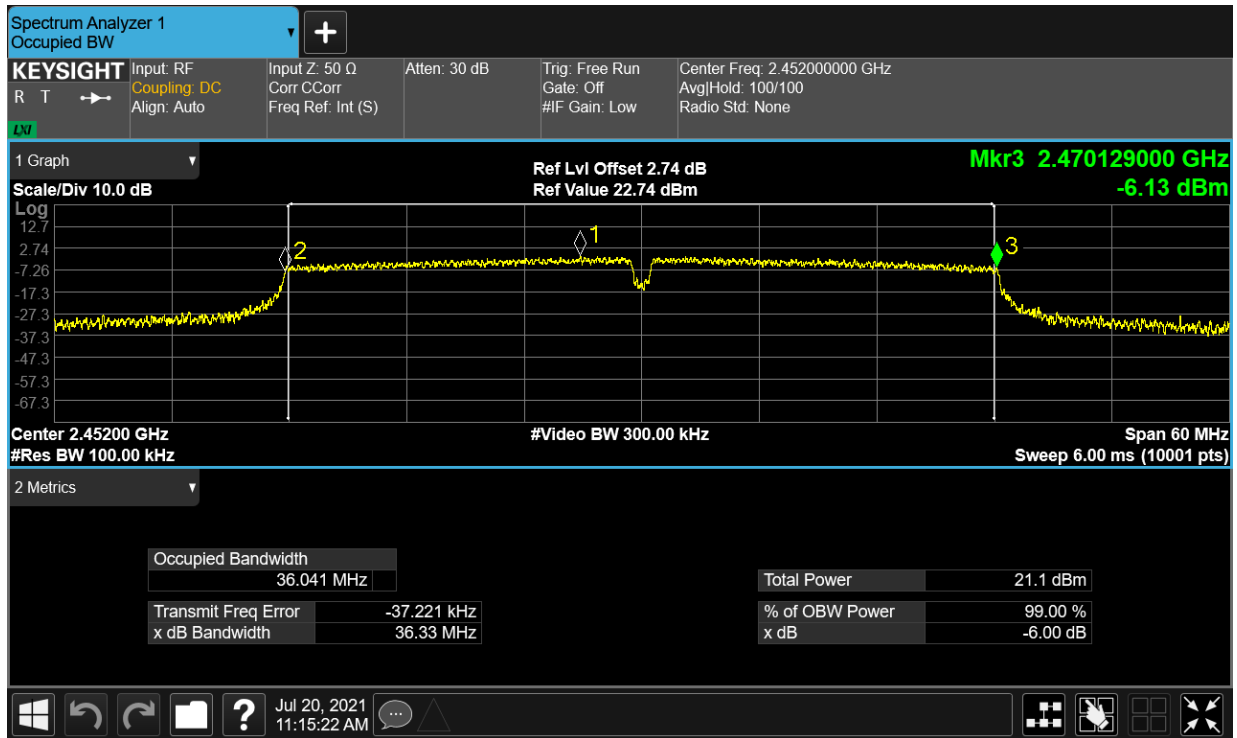 Spectrum Analyzer 1
Occupied BW
KEYSIGHT
R T
LXI
Input: RF
Coupling: DC
Align: Auto
Input Z: 50 Ω
Corr CCorr
Freq Ref: Int (S)
Atten: 30 dB
Trig: Free Run
Gate: Off
#IF Gain: Low
Center Freq: 2.452000000 GHz
Avg|Hold: 100/100
Radio Std: None
1 Graph
Scale/Div 10.0 dB
Ref Lvl Offset 2.74 dB
Ref Value 22.74 dBm
Mkr3 2.470129000 GHz
-6.13 dBm
Log
12.7
2.74
-7.26
-17.3
-27.3
-37.3
-47.3
-57.3
-67.3
1
2
3
Center 2.45200 GHz
#Res BW 100.00 kHz
#Video BW 300.00 kHz
Span 60 MHz
Sweep 6.00 ms (10001 pts)
2 Metrics
Occupied Bandwidth
36.041 MHz
Transmit Freq Error -37.221 kHz
x dB Bandwidth 36.33 MHz
Total Power 21.1 dBm
% of OBW Power 99.00 %
x dB -6.00 dB
?
Jul 20, 2021
11:15:22 AM